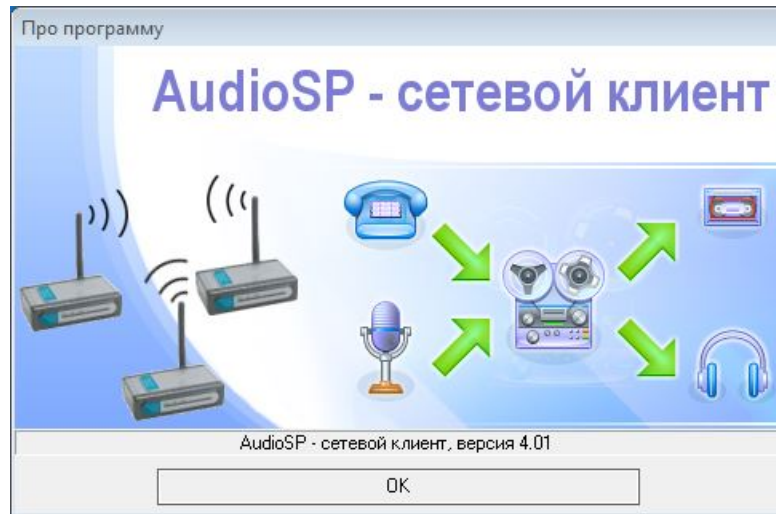 Про программу
AudioSP - сетевой клиент
AudioSP - сетевой клиент, версия 4.01
OK